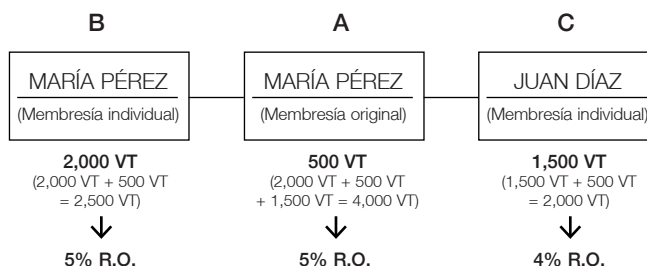 B
MARÍA PÉREZ
(Membresía individual)
2,000 VT
(2,000 VT + 500 VT
= 2,500 VT)
5% R.O.
A
MARÍA PÉREZ
(Membresía original)
500 VT
(2,000 VT + 500 VT
+ 1,500 VT = 4,000 VT)
5% R.O.
C
JUAN DÍAZ
(Membresía individual)
1,500 VT
(1,500 VT + 500 VT
= 2,000 VT)
4% R.O.